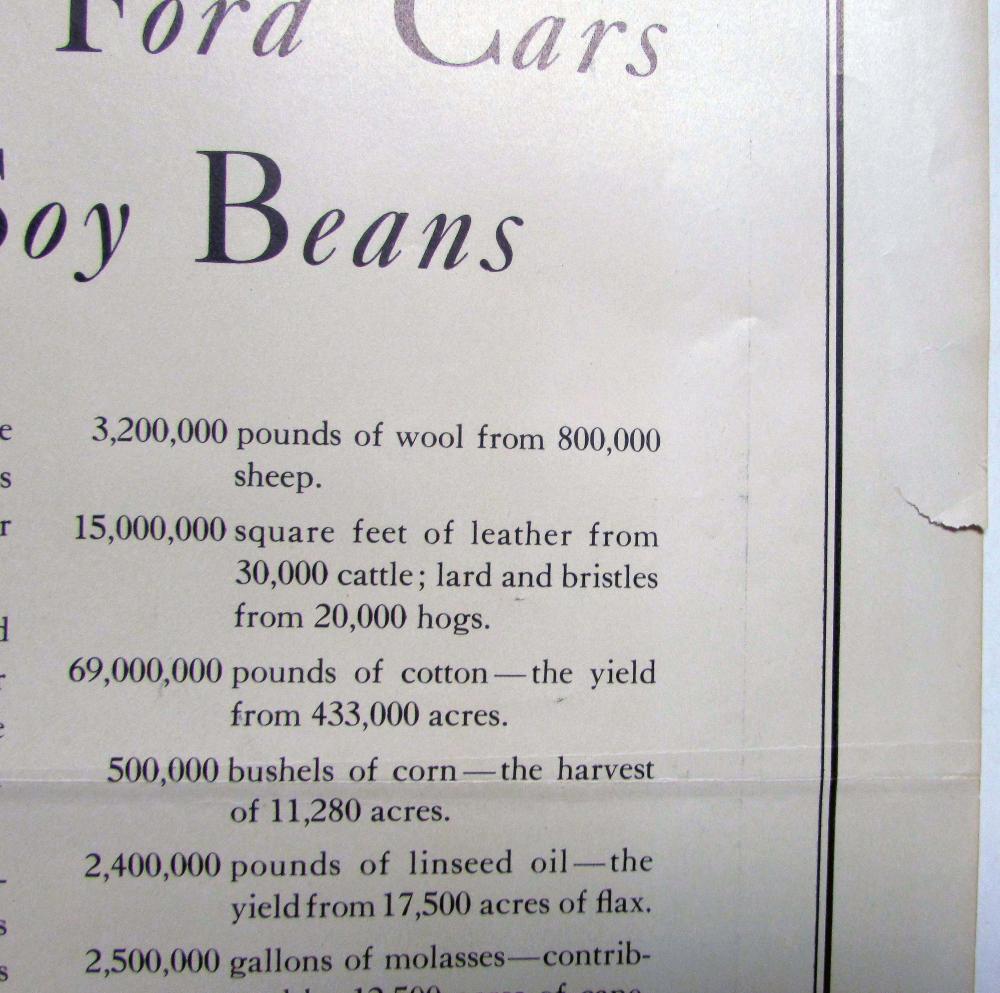 Ford Cars
Soy Beans
3,200,000 pounds of wool from 800,000
sheep.
15,000,000 square feet of leather from
30,000 cattle; lard and bristles
from 20,000 hogs.
69,000,000 pounds of cotton—the yield
from 433,000 acres.
500,000 bushels of corn—the harvest
of 11,280 acres.
2,400,000 pounds of linseed oil—the
yield from 17,500 acres of flax.
2,500,000 gallons of molasses—contrib-